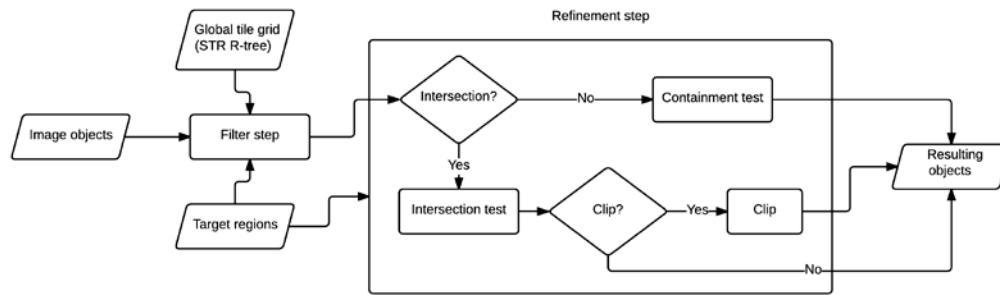 Refinement step
Global tile grid
(STR R-tree)
Intersection?
No
Containment test
Image objects
Filter step
Yes
Resulting
objects
Target regions
Intersection test
Clip?
Yes
Clip
No